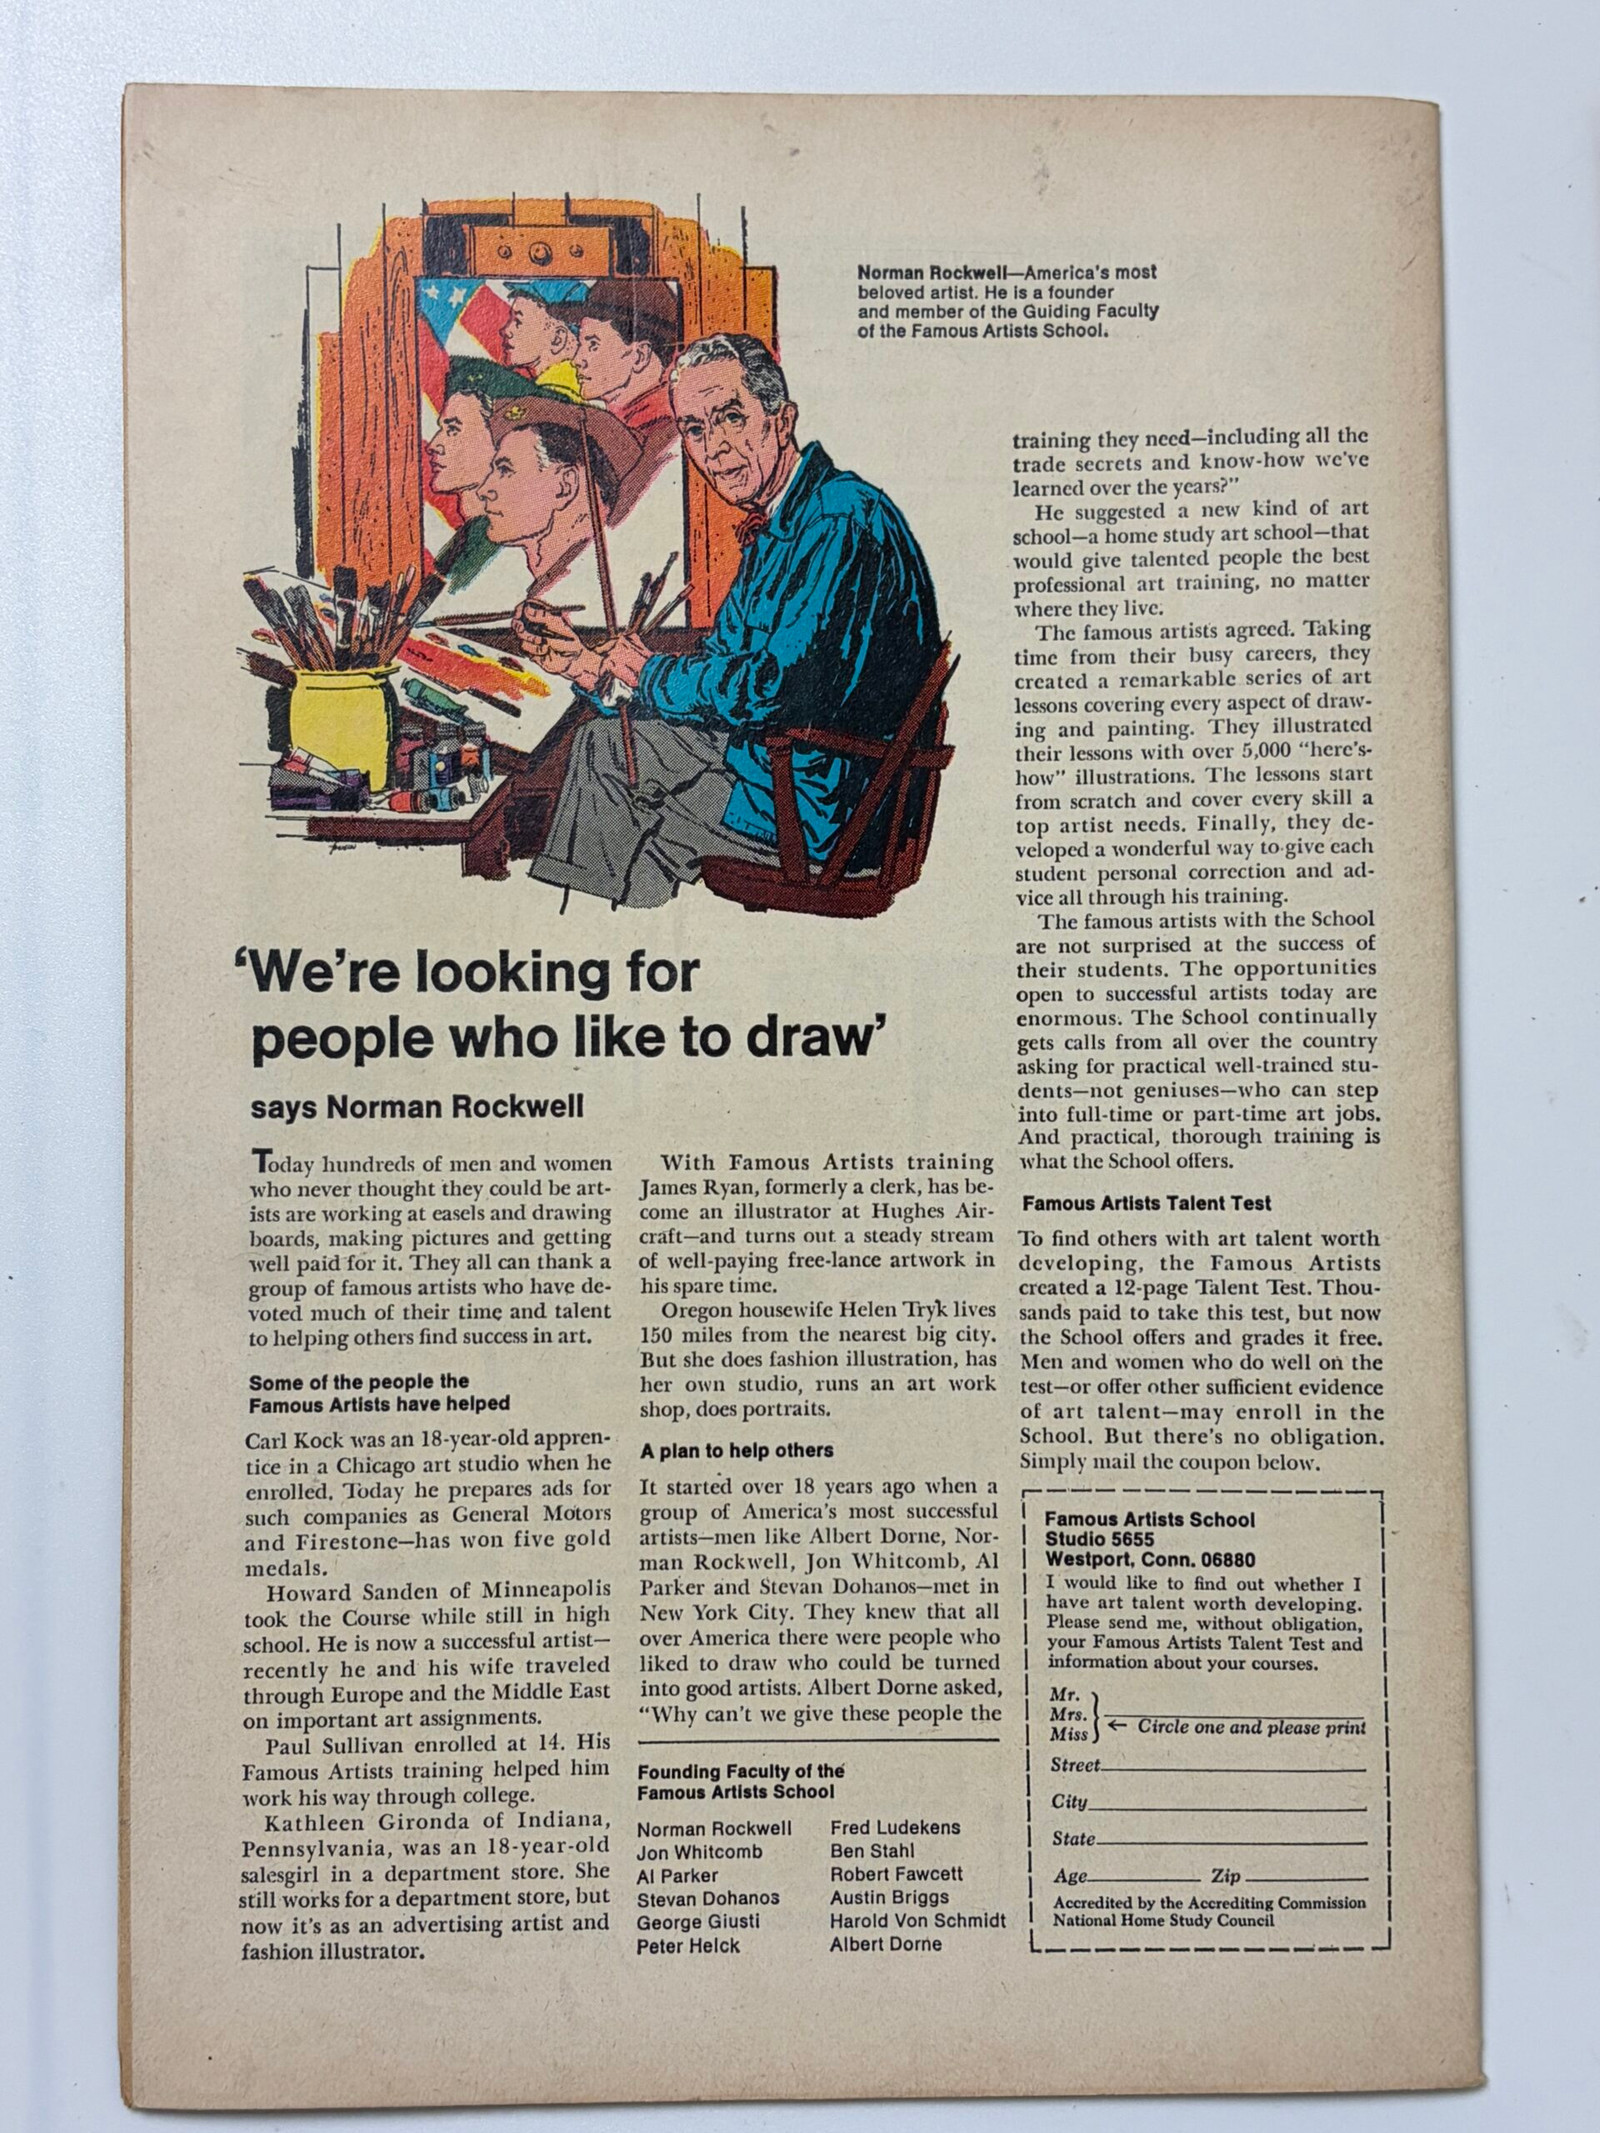 Norman Rockwell—America's most
beloved artist. He is a founder
and member of the Guiding Faculty
of the Famous Artists School.
‘We're looking for
people who like to draw’
says Norman Rockwell
Today hundreds of men and women
who never thought they could be art-
ists are working at easels and drawing
boards, making pictures and getting
well paid for it. They all can thank a
group of famous artists who have de-
voted much of their time and talent
to helping others find success in art.
Some of the people the
Famous Artists have helped
Carl Kock was an 18-year-old appren-
tice in a Chicago art studio when he
enrolled. Today he prepares ads for
such companies as General Motors
and Firestone—has won five gold
medals.
Howard Sanden of Minneapolis
took the Course while still in high
school. He is now a successful artist—
recently he and his wife traveled
through Europe and the Middle East
on important art assignments.
Paul Sullivan enrolled at 14. His
Famous Artists training helped him
work his way through college.
Kathleen Gironda of Indiana,
Pennsylvania, was an 18-year-old
salesgirl in a department store. She
still works for a department store, but
now it's as an advertising artist and
fashion illustrator.
With Famous Artists training
James Ryan, formerly a clerk, has be-
come an illustrator at Hughes Air-
craft—and turns out a steady stream
of well-paying free-lance artwork in
his spare time.
Oregon housewife Helen Tryk lives
150 miles from the nearest big city.
But she does fashion illustration, has
her own studio, runs an art work
shop, does portraits.
A plan to help others
It started over 18 years ago when a
group of America's most successful
artists—men like Albert Dorne, Nor-
man Rockwell, Jon Whitcomb, Al
Parker and Stevan Dohanos—met in
New York City. They knew that all
over America there were people who
liked to draw who could be turned
into good artists. Albert Dorne asked,
“Why can't we give these people the
Founding Faculty of the
Famous Artists School
Norman Rockwell
Jon Whitcomb
Al Parker
Stevan Dohanos
George Giusti
Peter Helck
Fred Ludekens
Ben Stahl
Robert Fawcett
Austin Briggs
Harold Von Schmidt
Albert Dorne
training they need—including all the
trade secrets and know-how we've
learned over the years?”
He suggested a new kind of art
school—a home study art school—that
would give talented people the best
professional art training, no matter
where they live.
The famous artists agreed. Taking
time from their busy careers, they
created a remarkable series of art
lessons covering every aspect of draw-
ing and painting. They illustrated
their lessons with over 5,000 “here's-
how” illustrations. The lessons start
from scratch and cover every skill a
top artist needs. Finally, they de-
veloped a wonderful way to give each
student personal correction and ad-
vice all through his training.
The famous artists with the School
are not surprised at the success of
their students. The opportunities
open to successful artists today are
enormous. The School continually
gets calls from all over the country
asking for practical well-trained stu-
dents—not geniuses—who can step
into full-time or part-time art jobs.
And practical, thorough training is
what the School offers.
Famous Artists Talent Test
To find others with art talent worth
developing, the Famous Artists
created a 12-page Talent Test. Thou-
sands paid to take this test, but now
the School offers and grades it free.
Men and women who do well on the
test—or offer other sufficient evidence
of art talent—may enroll in the
School. But there's no obligation.
Simply mail the coupon below.
Famous Artists School
Studio 5655
Westport, Conn. 06880
I would like to find out whether I
have art talent worth developing.
Please send me, without obligation,
your Famous Artists Talent Test and
information about your courses.
Mr.
Mrs.
Miss ← Circle one and please print
Street
City
State
Age Zip
Accredited by the Accrediting Commission
National Home Study Council